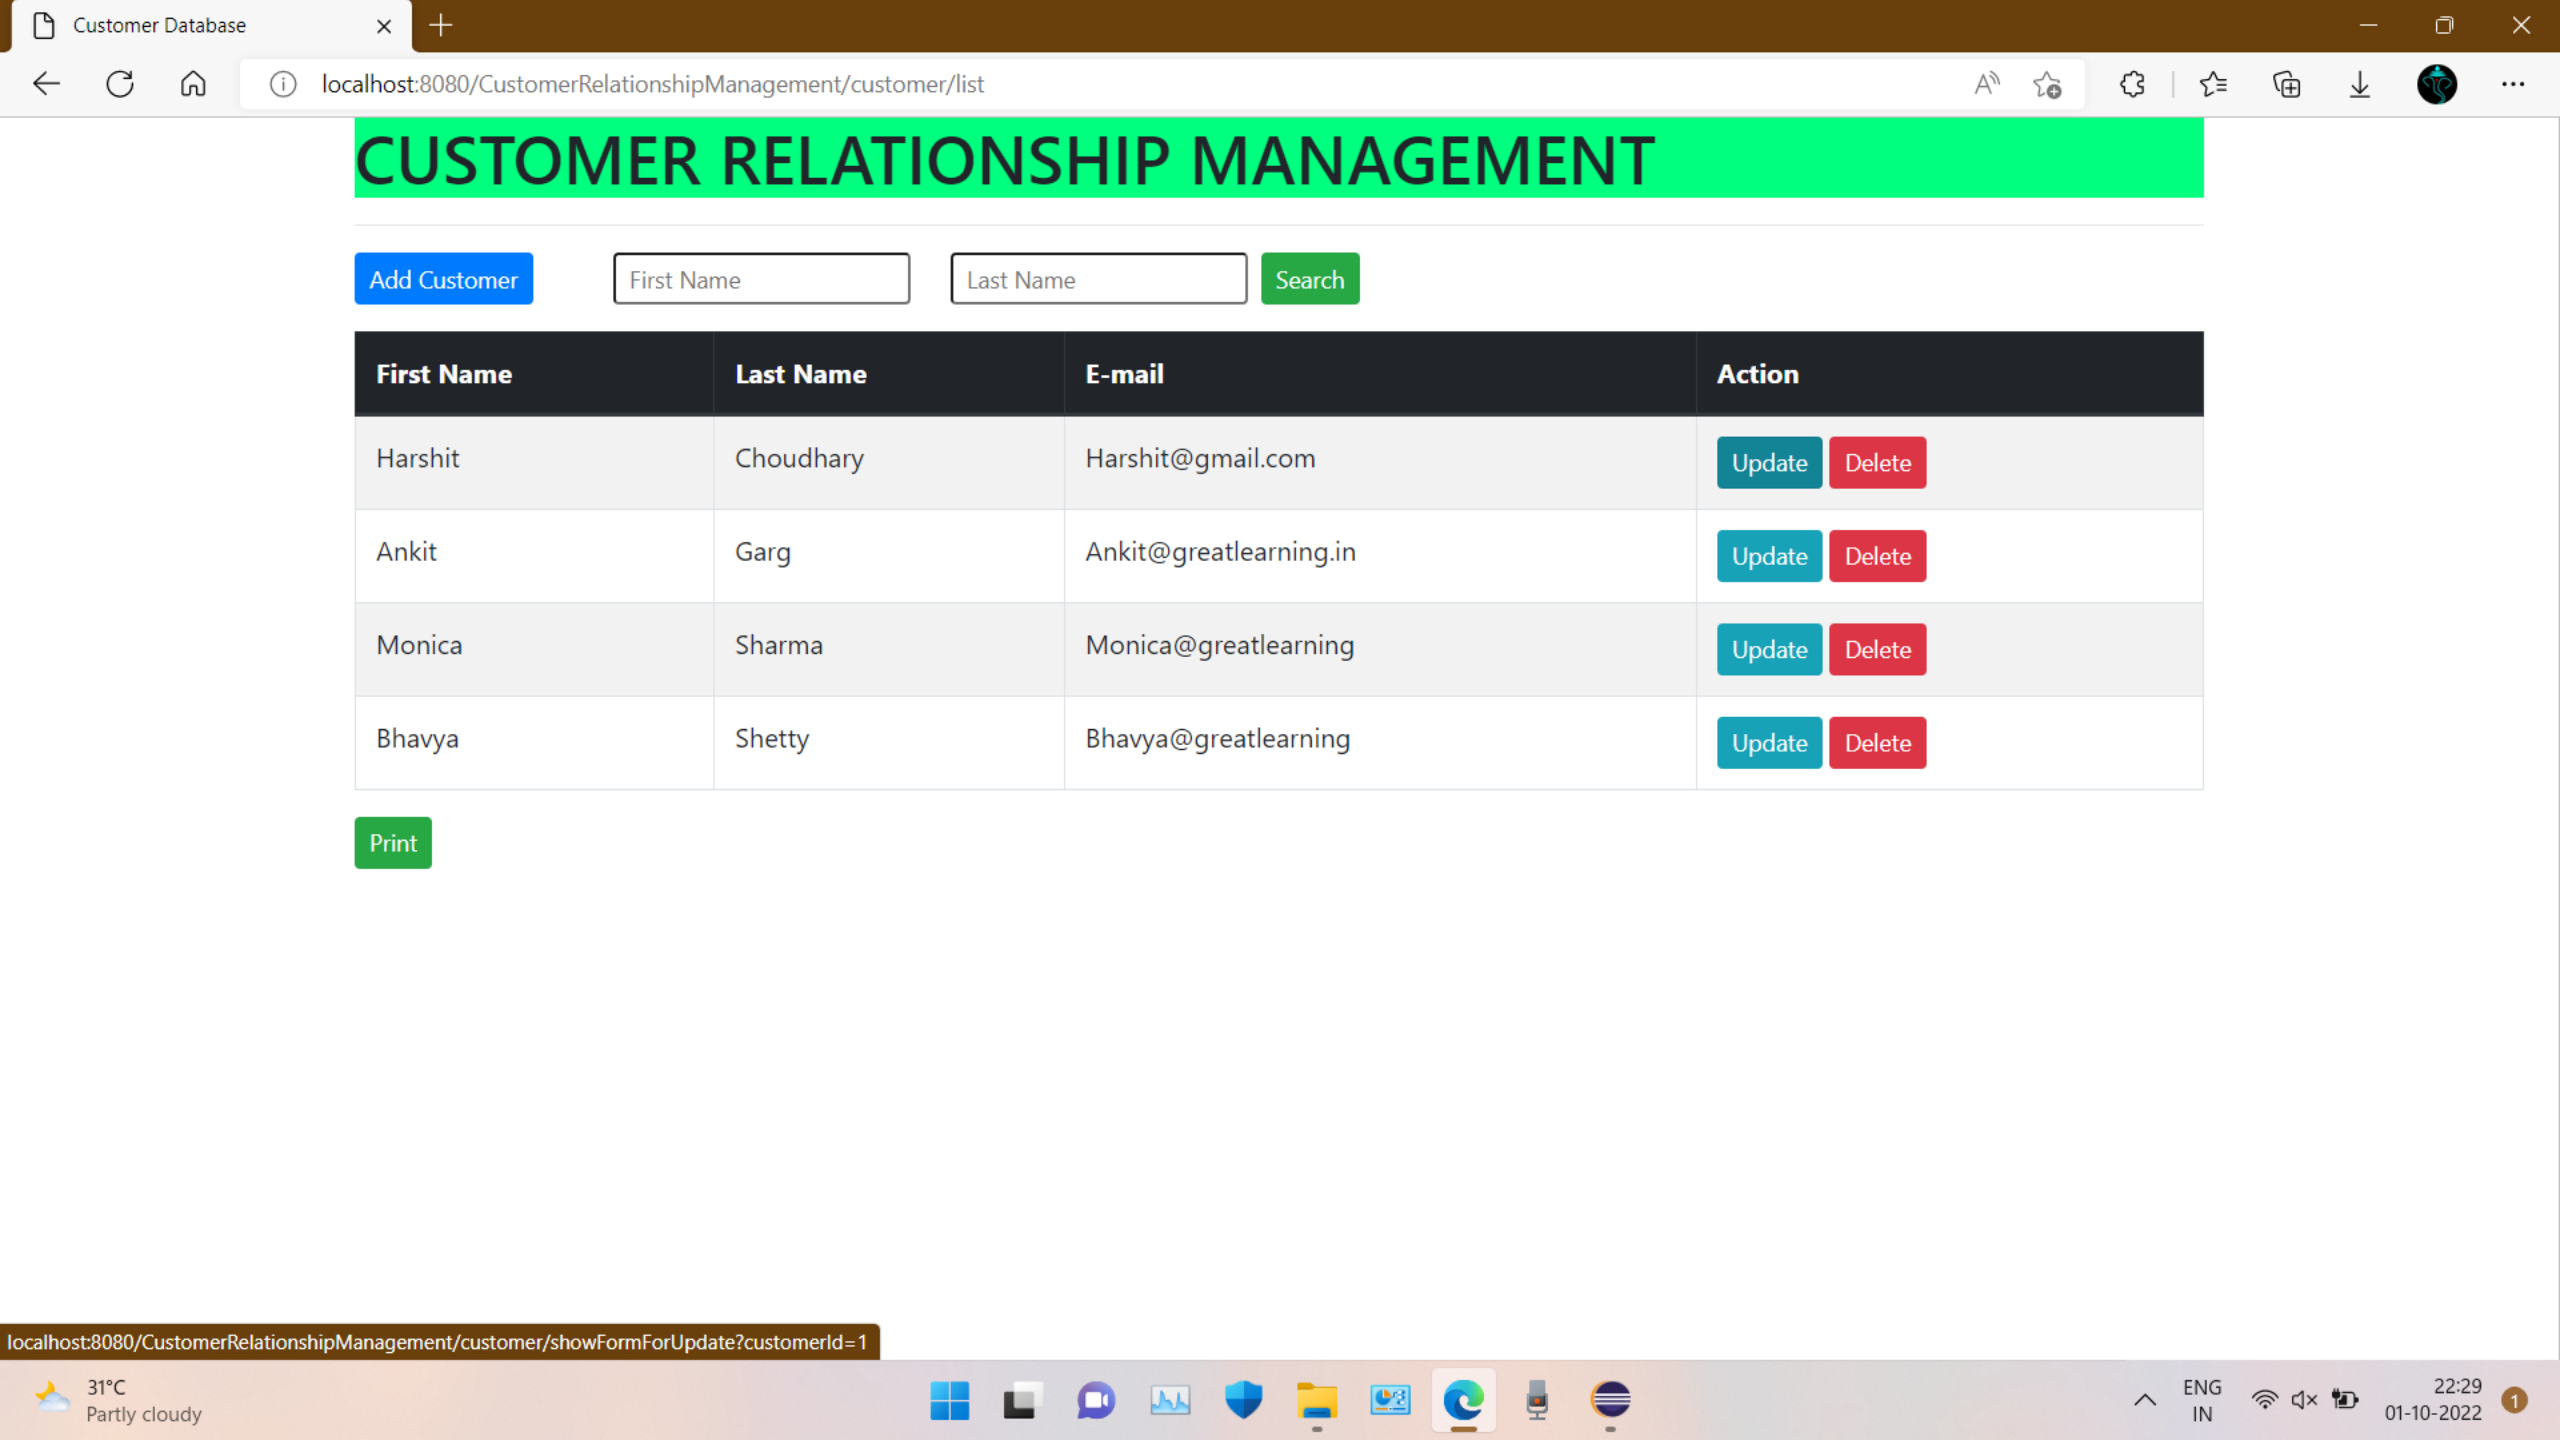 Customer Database
localhost:8080/CustomerRelationshipManagement/customer/list
CUSTOMER RELATIONSHIP MANAGEMENT
Add Customer First Name Last Name Search
First Name Last Name E-mail Action
Harshit Choudhary Harshit@gmail.com Update Delete
Ankit Garg Ankit@greatlearning.in Update Delete
Monica Sharma Monica@greatlearning Update Delete
Bhavya Shetty Bhavya@greatlearning Update Delete
Print
localhost:8080/CustomerRelationshipManagement/customer/showFormForUpdate?customerId=1
31°C
Partly cloudy
ENG
IN
22:29
01-10-2022
1